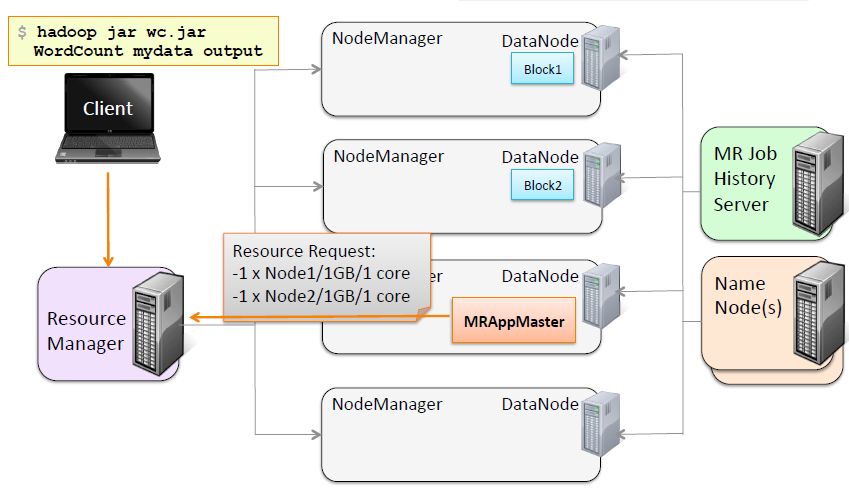 $ hadoop jar wc.jar
WordCount mydata output
Client
NodeManager
DataNode
Block1
NodeManager
DataNode
Block2
MR Job
History
Server
Resource Request:
-1 x Node1/1GB/1 core
-1 x Node2/1GB/1 core
DataNode
MRAppMaster
Resource
Manager
Name
Node(s)
NodeManager
DataNode